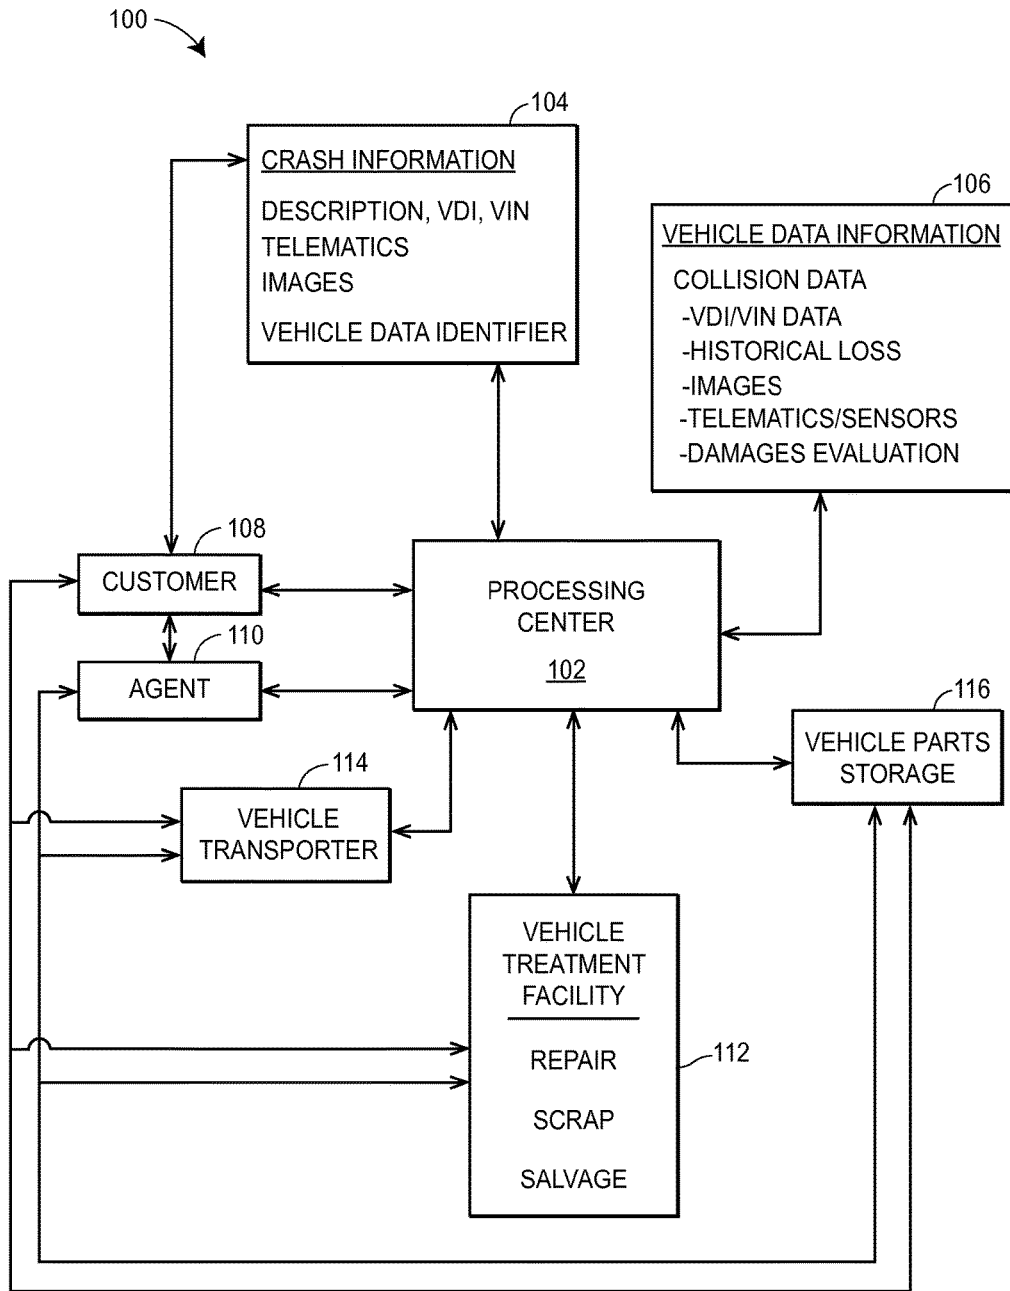 100
104
CRASH INFORMATION
DESCRIPTION, VDI, VIN
TELEMATICS
IMAGES
VEHICLE DATA IDENTIFIER
106
VEHICLE DATA INFORMATION
COLLISION DATA
-VDI/VIN DATA
-HISTORICAL LOSS
-IMAGES
-TELEMATICS/SENSORS
-DAMAGES EVALUATION
108
CUSTOMER
PROCESSING
CENTER
102
110
AGENT
116
VEHICLE PARTS
STORAGE
114
VEHICLE
TRANSPORTER
VEHICLE
TREATMENT
FACILITY
112
REPAIR
SCRAP
SALVAGE